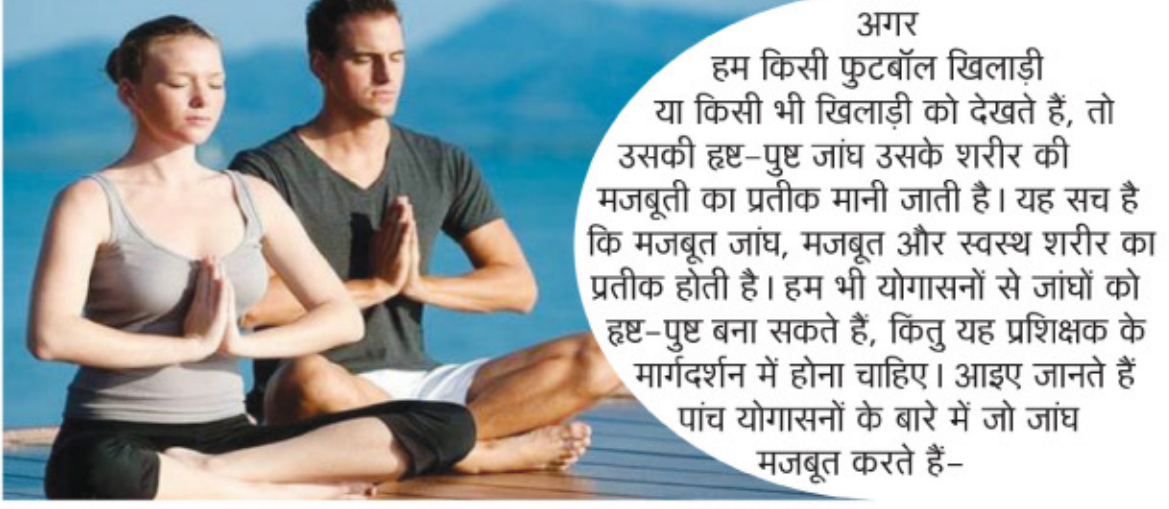 अगर
हम किसी फुटबॉल खिलाड़ी
या किसी भी खिलाड़ी को देखते हैं, तो
उसकी हृष्ट-पुष्ट जांघ उसके शरीर की
मजबूती का प्रतीक मानी जाती है। यह सच है
कि मजबूत जांघ, मजबूत और स्वस्थ शरीर का
प्रतीक होती है। हम भी योगासनों से जांघों को
हृष्ट-पुष्ट बना सकते हैं, किंतु यह प्रशिक्षक के
मार्गदर्शन में होना चाहिए। आइए जानते हैं
पांच योगासनों के बारे में जो जांघ
मजबूत करते हैं-